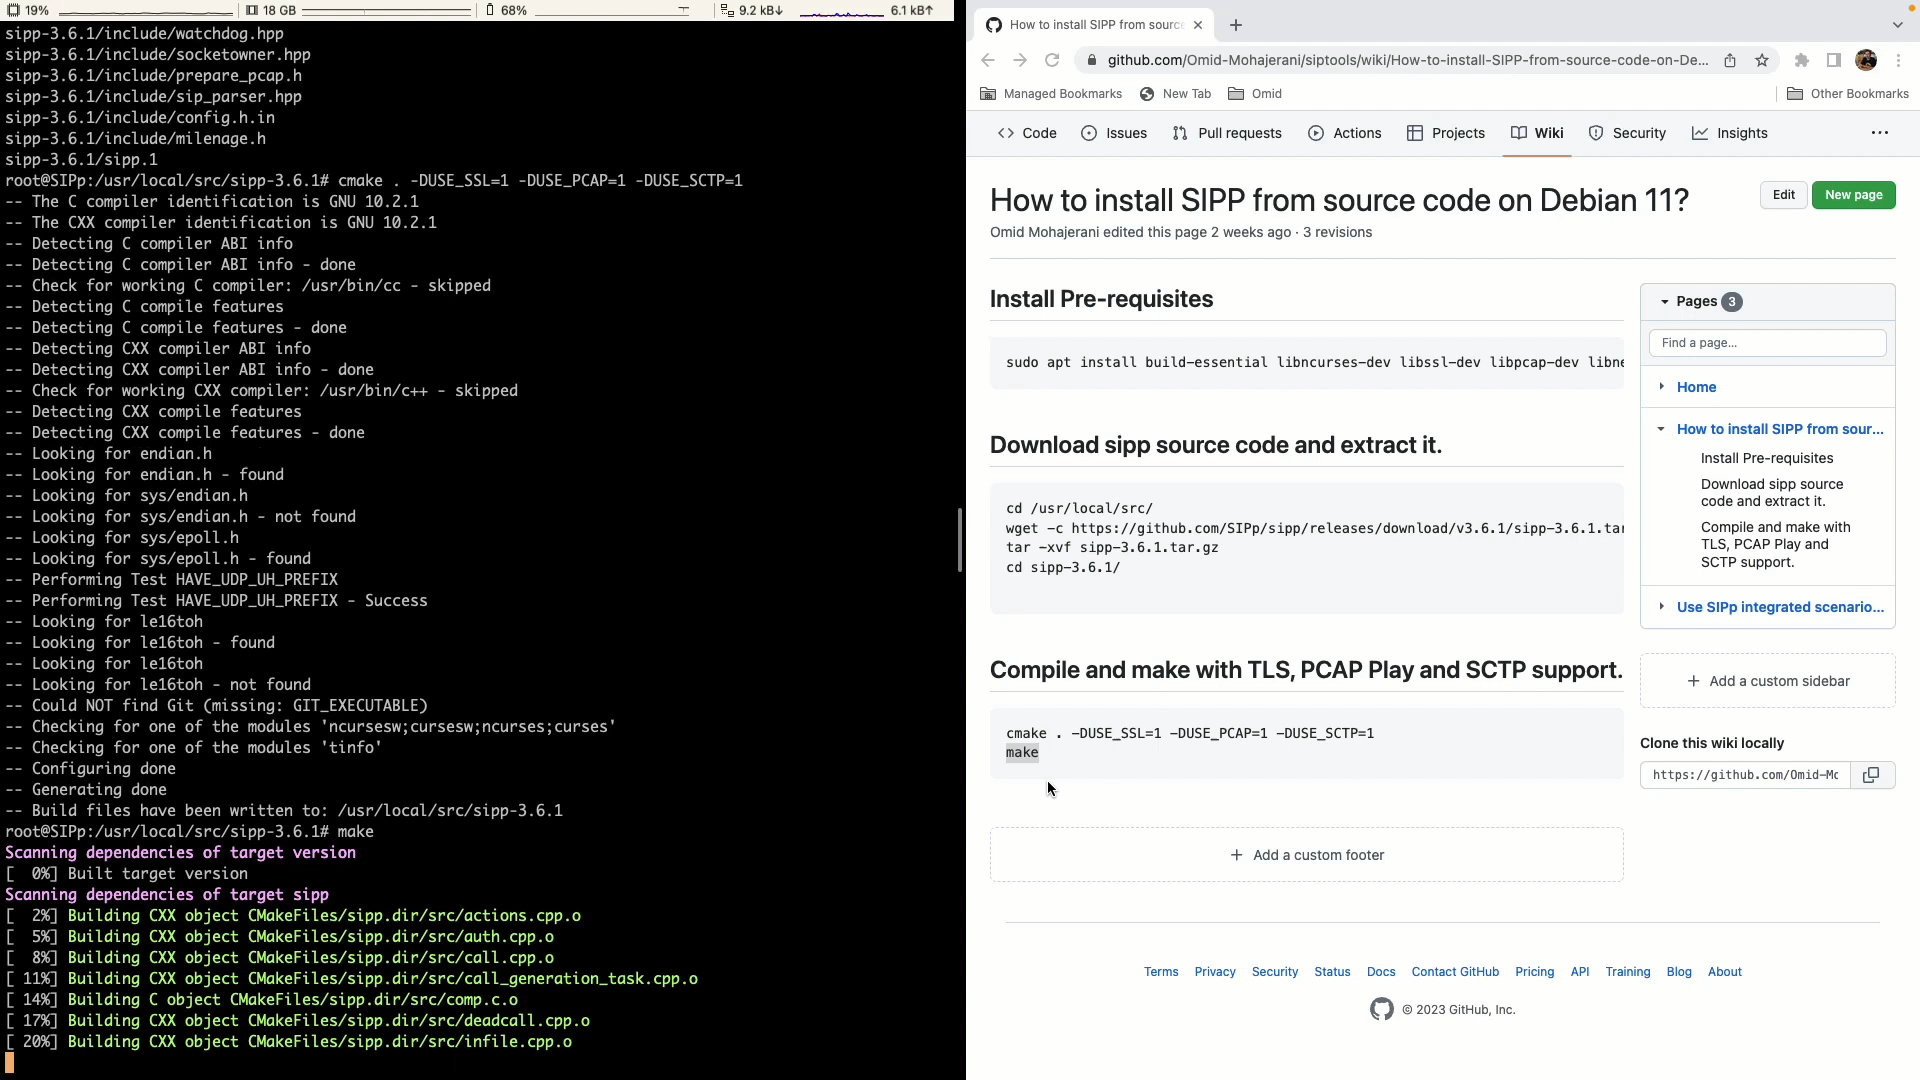 19%
18 GB
68%
9.2 kB↓
6.1 kB↑
sipp-3.6.1/include/watchdog.hpp
sipp-3.6.1/include/socketowner.hpp
sipp-3.6.1/include/prepare_pcap.h
sipp-3.6.1/include/sip_parser.hpp
sipp-3.6.1/include/config.h.in
sipp-3.6.1/include/milenage.h
sipp-3.6.1/sipp.1
root@SIPp:/usr/local/src/sipp-3.6.1# cmake . -DUSE_SSL=1 -DUSE_PCAP=1 -DUSE_SCTP=1
-- The C compiler identification is GNU 10.2.1
-- The CXX compiler identification is GNU 10.2.1
-- Detecting C compiler ABI info
-- Detecting C compiler ABI info - done
-- Check for working C compiler: /usr/bin/cc - skipped
-- Detecting C compile features
-- Detecting C compile features - done
-- Detecting CXX compiler ABI info
-- Detecting CXX compiler ABI info - done
-- Check for working CXX compiler: /usr/bin/c++ - skipped
-- Detecting CXX compile features
-- Detecting CXX compile features - done
-- Looking for endian.h
-- Looking for endian.h - found
-- Looking for sys/endian.h
-- Looking for sys/endian.h - not found
-- Looking for sys/epoll.h
-- Looking for sys/epoll.h - found
-- Performing Test HAVE_UDP_UH_PREFIX
-- Performing Test HAVE_UDP_UH_PREFIX - Success
-- Looking for le16toh
-- Looking for le16toh - found
-- Looking for le16toh
-- Looking for le16toh - not found
-- Could NOT find Git (missing: GIT_EXECUTABLE)
-- Checking for one of the modules 'ncursesw;cursesw;ncurses;curses'
-- Checking for one of the modules 'tinfo'
-- Configuring done
-- Generating done
-- Build files have been written to: /usr/local/src/sipp-3.6.1
root@SIPp:/usr/local/src/sipp-3.6.1# make
Scanning dependencies of target version
[  0%] Built target version
Scanning dependencies of target sipp
[  2%] Building CXX object CMakeFiles/sipp.dir/src/actions.cpp.o
[  5%] Building CXX object CMakeFiles/sipp.dir/src/auth.cpp.o
[  8%] Building CXX object CMakeFiles/sipp.dir/src/call.cpp.o
[ 11%] Building CXX object CMakeFiles/sipp.dir/src/call_generation_task.cpp.o
[ 14%] Building C object CMakeFiles/sipp.dir/src/comp.c.o
[ 17%] Building CXX object CMakeFiles/sipp.dir/src/deadcall.cpp.o
[ 20%] Building CXX object CMakeFiles/sipp.dir/src/infile.cpp.o
How to install SIPP from source
github.com/Omid-Mohajerani/siptools/wiki/How-to-install-SIPP-from-source-code-on-De...
Managed Bookmarks
New Tab
Omid
Other Bookmarks
Code
Issues
Pull requests
Actions
Projects
Wiki
Security
Insights
How to install SIPP from source code on Debian 11?
Edit
New page
Omid Mohajerani edited this page 2 weeks ago · 3 revisions
Install Pre-requisites
sudo apt install build-essential libncurses-dev libssl-dev libpcap-dev libne
Download sipp source code and extract it.
cd /usr/local/src/
wget -c https://github.com/SIPp/sipp/releases/download/v3.6.1/sipp-3.6.1.tar
tar -xvf sipp-3.6.1.tar.gz
cd sipp-3.6.1/
Compile and make with TLS, PCAP Play and SCTP support.
cmake . -DUSE_SSL=1 -DUSE_PCAP=1 -DUSE_SCTP=1
make
+ Add a custom footer
Pages 3
Find a page...
Home
How to install SIPP from sour...
Install Pre-requisites
Download sipp source
code and extract it.
Compile and make with
TLS, PCAP Play and
SCTP support.
Use SIPp integrated scenario...
+ Add a custom sidebar
Clone this wiki locally
https://github.com/Omid-Mc
Terms
Privacy
Security
Status
Docs
Contact GitHub
Pricing
API
Training
Blog
About
© 2023 GitHub, Inc.